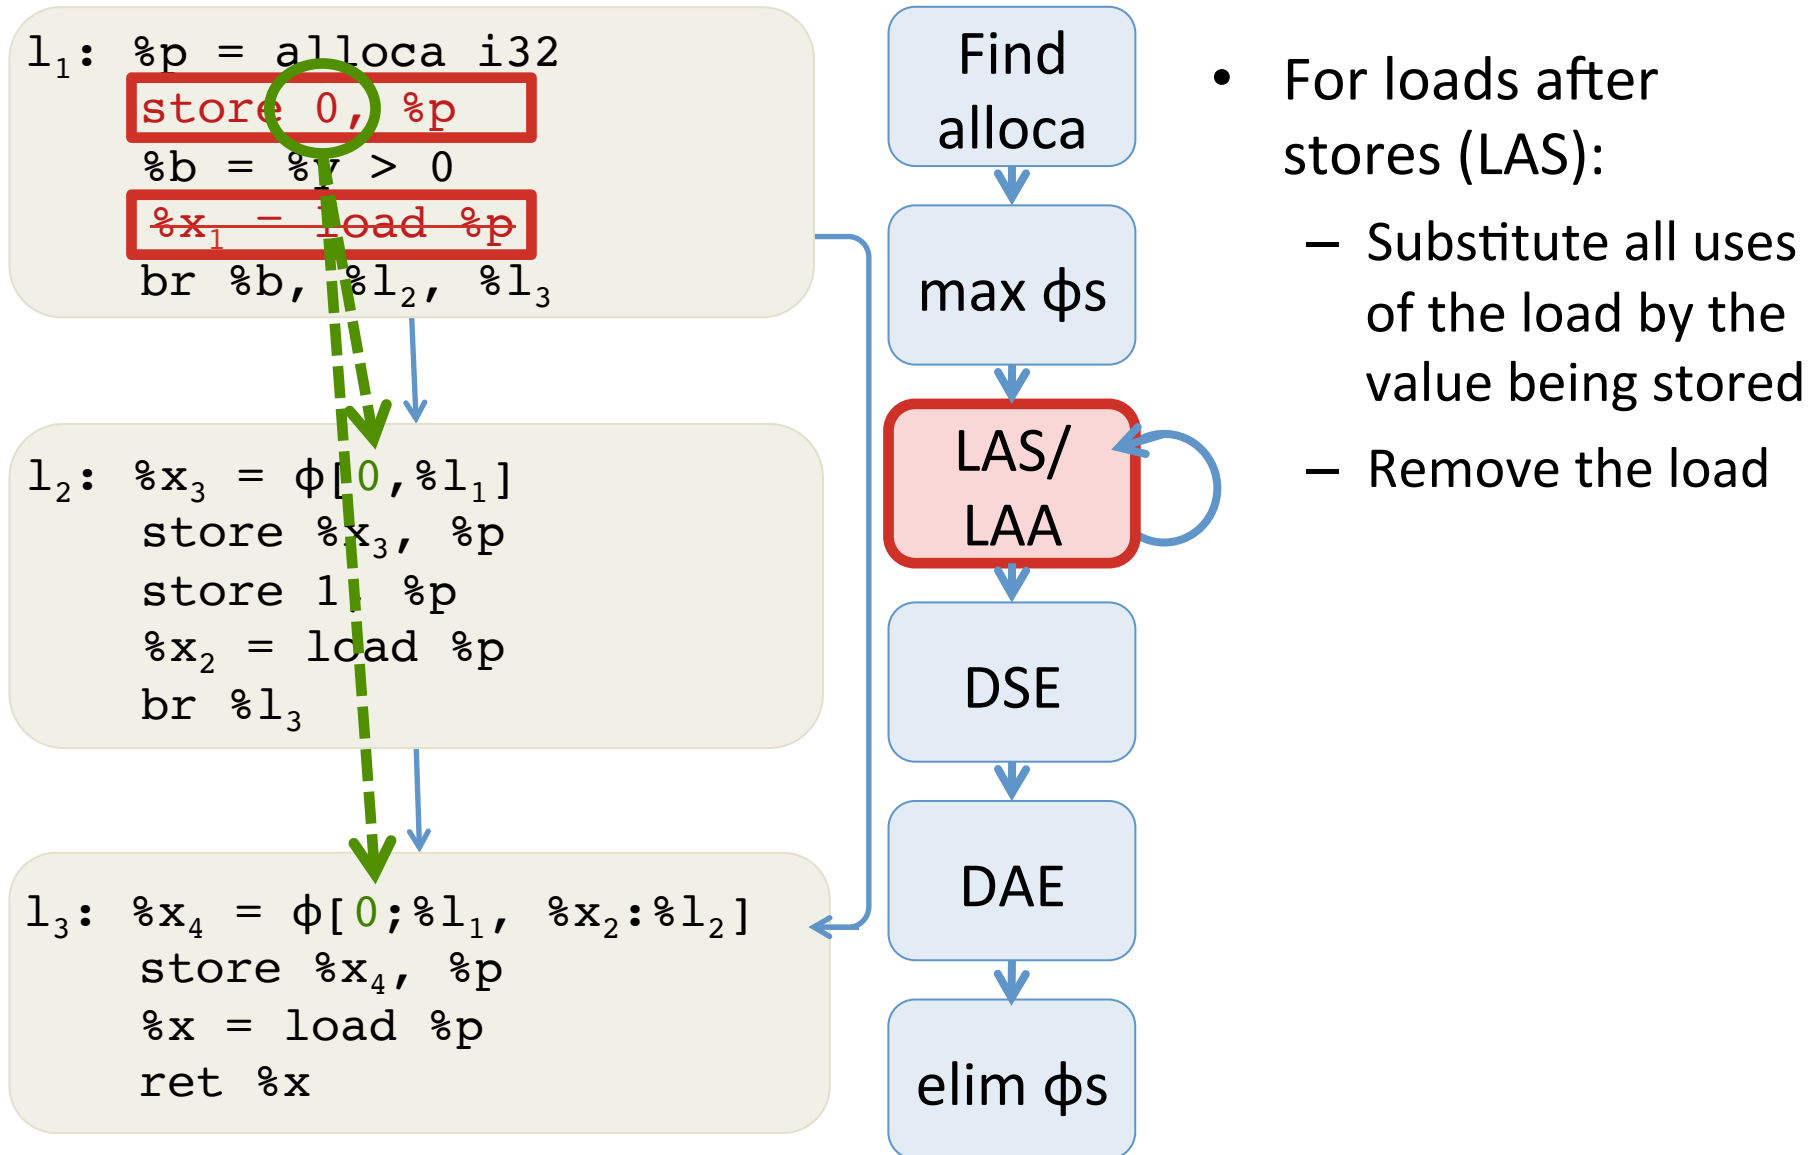 l₁: %p = alloca i32
store 0, %p
%b = %y > 0
%x₁ = load %p
br %b, %l₂, %l₃
l₂: %x₃ = ϕ[0,%l₁]
store %x₃, %p
store 1, %p
%x₂ = load %p
br %l₃
l₃: %x₄ = ϕ[0;%l₁, %x₂:%l₂]
store %x₄, %p
%x = load %p
ret %x
Find
alloca
max ϕs
LAS/
LAA
DSE
DAE
elim ϕs
• For loads after
stores (LAS):
– Substitute all uses
of the load by the
value being stored
– Remove the load